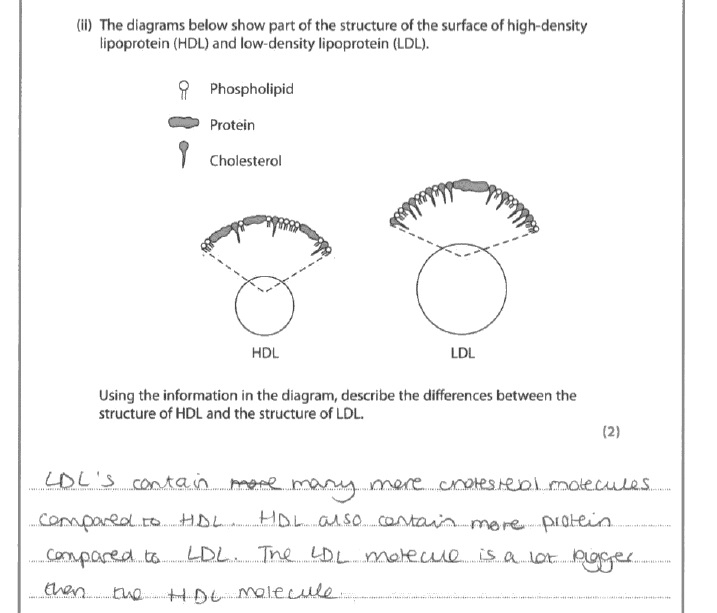 (ii) The diagrams below show part of the structure of the surface of high-density
lipoprotein (HDL) and low-density lipoprotein (LDL).
Phospholipid
Protein
Cholesterol
HDL
LDL
Using the information in the diagram, describe the differences between the
structure of HDL and the structure of LDL.
(2)
LDL's contain more many more cholesterol molecules
compared to HDL. HDL also contain more protein
compared to LDL. The LDL molecule is a lot bigger
then the HDL molecule.